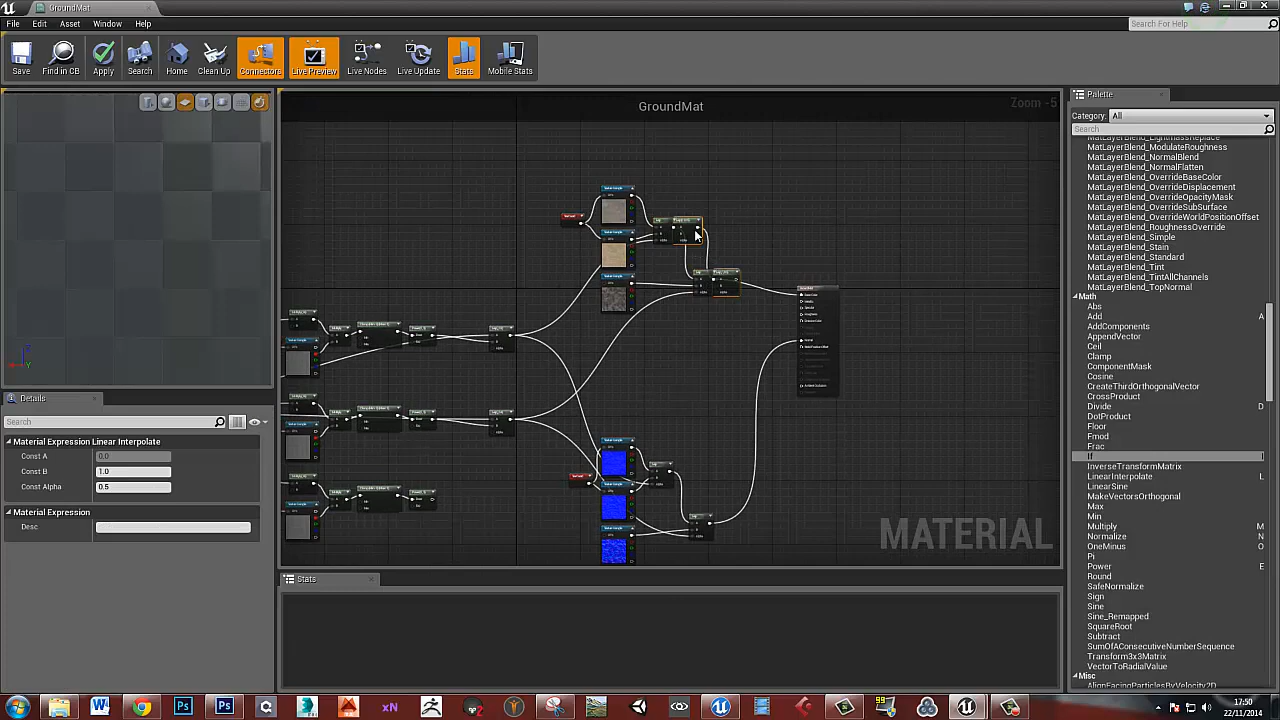 GroundMat
File Edit Asset Window Help
Search For Help
Save Find in CB Apply Search Home Clean Up Connectors Live Preview Live Nodes Live Update Stats Mobile Stats
GroundMat
Zoom -5
MATERIAL
Details
Search
Material Expression Linear Interpolate
Const A 0.0
Const B 1.0
Const Alpha 0.5
Material Expression
Desc
Stats
Palette
Category: All
Search
MatLayerBlend_LightmassReplace
MatLayerBlend_ModulateRoughness
MatLayerBlend_NormalBlend
MatLayerBlend_NormalFlatten
MatLayerBlend_OverrideBaseColor
MatLayerBlend_OverrideDisplacement
MatLayerBlend_OverrideOpacityMask
MatLayerBlend_OverrideSubSurface
MatLayerBlend_OverrideWorldPositionOffset
MatLayerBlend_RoughnessOverride
MatLayerBlend_Simple
MatLayerBlend_Stain
MatLayerBlend_Standard
MatLayerBlend_Tint
MatLayerBlend_TintAllChannels
MatLayerBlend_TopNormal
Math
Abs
Add A
AddComponents
AppendVector
Ceil
Clamp
ComponentMask
Cosine
CreateThirdOrthogonalVector
CrossProduct
Divide D
DotProduct
Floor
Fmod
Frac
If I
InverseTransformMatrix
LinearInterpolate L
LinearSine
MakeVectorsOrthogonal
Max
Min
Multiply M
Normalize N
OneMinus O
Pi
Power E
Round
SafeNormalize
Sign
Sine
Sine_Remapped
SquareRoot
Subtract
SumOfAConsecutiveNumberSequence
Transform3x3Matrix
VectorToRadialValue
Misc
AlignFacingParticlesByVelocity2D
17:50
22/11/2014